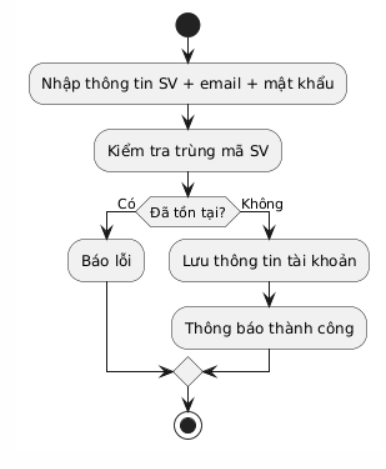 Nhập thông tin SV + email + mật khẩu
Kiểm tra trùng mã SV
Có
Đã tồn tại?
Không
Báo lỗi
Lưu thông tin tài khoản
Thông báo thành công